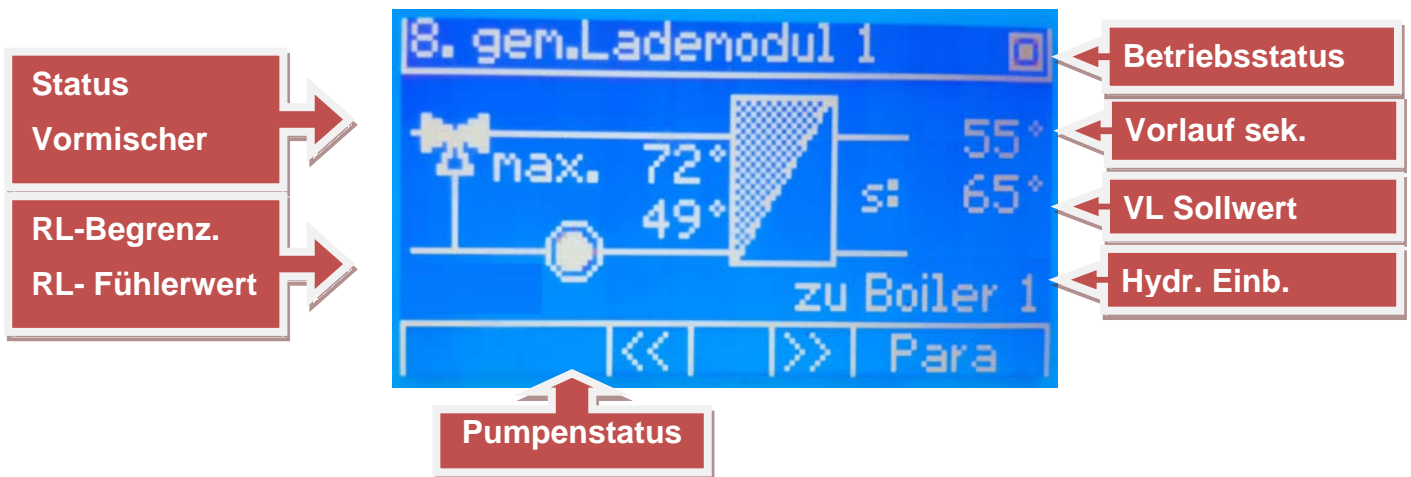 Status
Vormischer
RL-Begrenz.
RL- Fühlerwert
8. gem.Lademodul 1
max. 72°
49°
55°
s: 65°
zu Boiler 1
<< >> Para
Betriebsstatus
Vorlauf sek.
VL Sollwert
Hydr. Einb.
Pumpenstatus